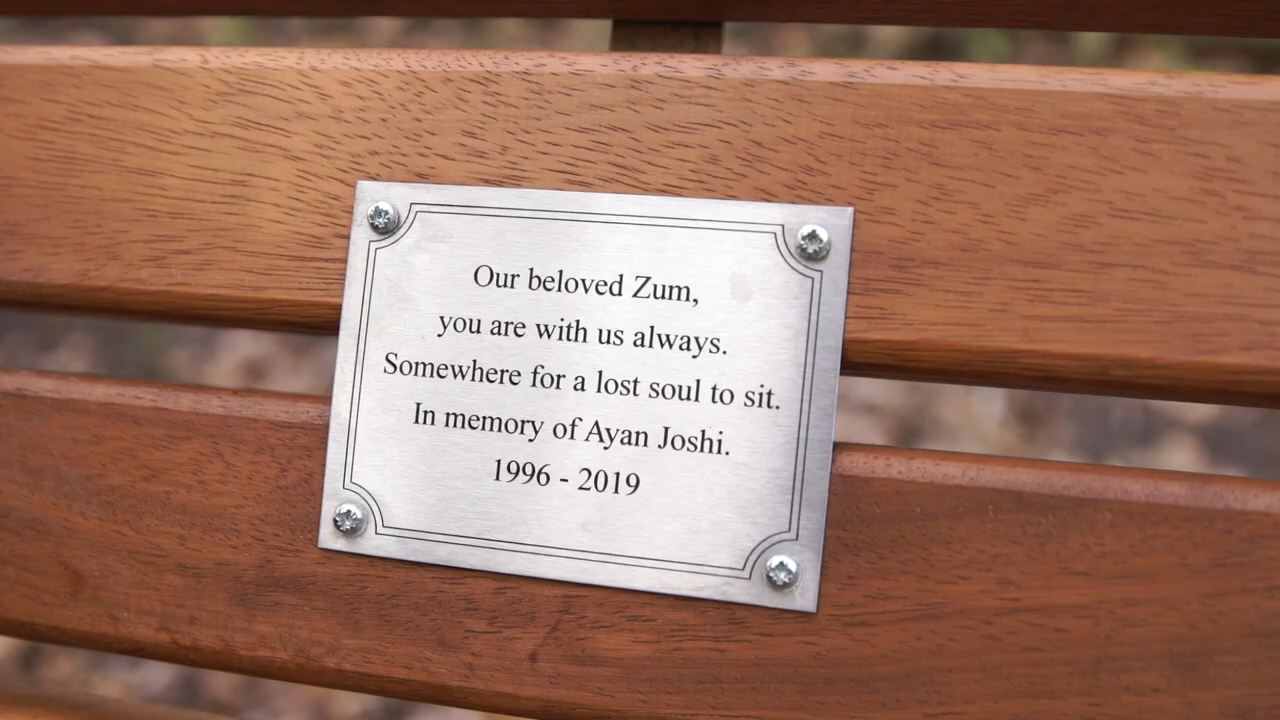 Our beloved Zum,
you are with us always.
Somewhere for a lost soul to sit.
In memory of Ayan Joshi.
1996 - 2019